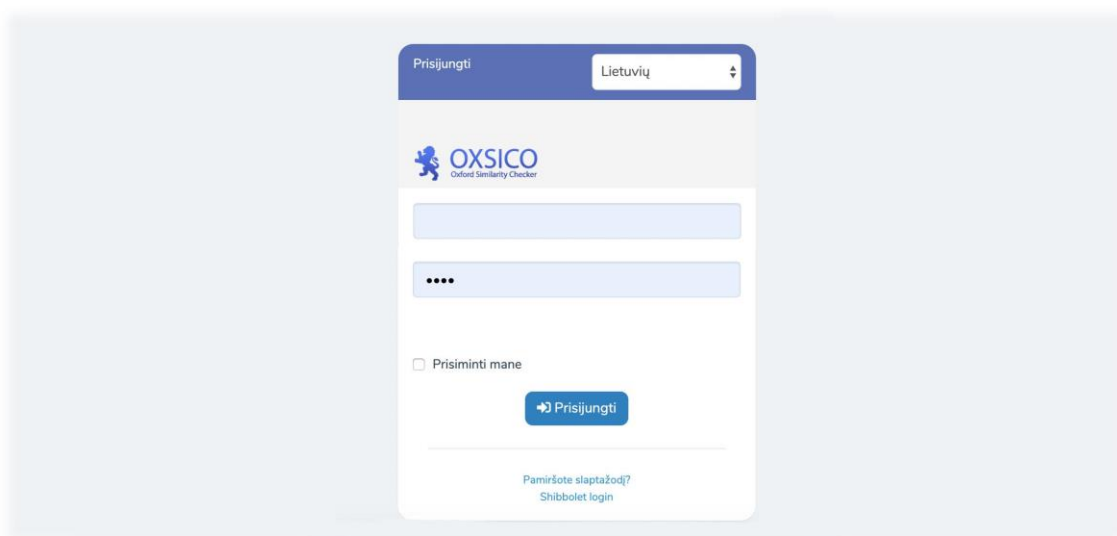 Prisijungti
Lietuvių
OXSICO
Oxford Similarity Checker
••••
Prisiminti mane
Prisijungti
Pamiršote slaptažodį?
Shibbolet login